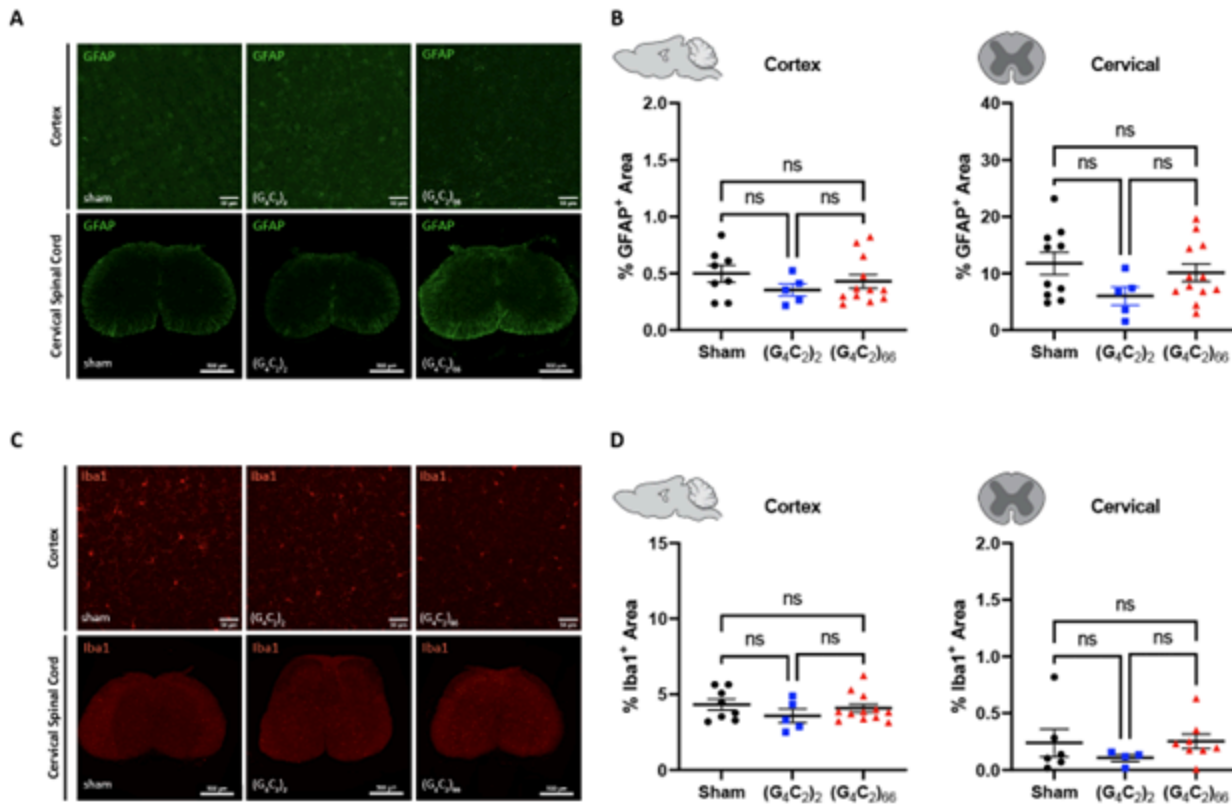 A
Cortex
GFAP
sham
GFAP
(G₄C₂)₂
GFAP
(G₄C₂)₆₆
Cervical Spinal Cord
GFAP
sham
GFAP
(G₄C₂)₂
GFAP
(G₄C₂)₆₆
B
Cortex
% GFAP⁺ Area
2.0
1.5
1.0
0.5
0.0
ns
ns ns
Sham (G₄C₂)₂ (G₄C₂)₆₆
Cervical
% GFAP⁺ Area
40
30
20
10
0
ns
ns ns
Sham (G₄C₂)₂ (G₄C₂)₆₆
C
Cortex
Iba1
sham
Iba1
(G₄C₂)₂
Iba1
(G₄C₂)₆₆
Cervical Spinal Cord
Iba1
sham
Iba1
(G₄C₂)₂
Iba1
(G₄C₂)₆₆
D
Cortex
% Iba1⁺ Area
15
10
5
0
ns
ns ns
Sham (G₄C₂)₂ (G₄C₂)₆₆
Cervical
% Iba1⁺ Area
2.0
1.5
1.0
0.5
0.0
ns
ns ns
Sham (G₄C₂)₂ (G₄C₂)₆₆